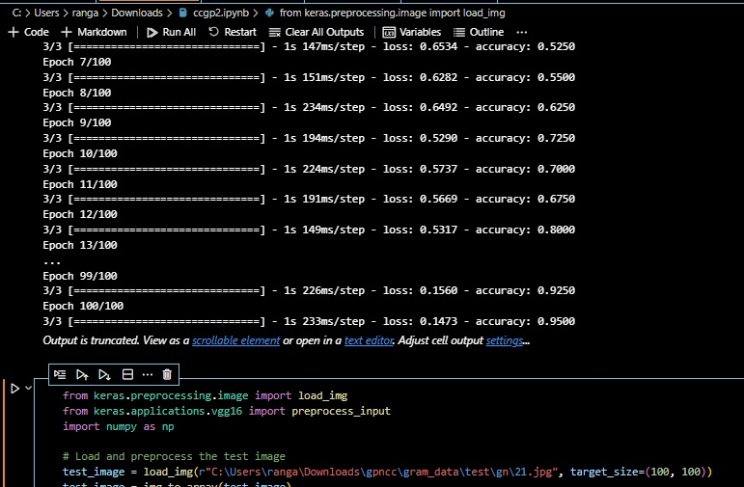 C: > Users > ranga > Downloads > ccgp2.ipynb > from keras.preprocessing.image import load_img
+ Code + Markdown | Run All Restart Clear All Outputs | Variables Outline ...
3/3 [==============================] - 1s 147ms/step - loss: 0.6534 - accuracy: 0.5250
Epoch 7/100
3/3 [==============================] - 1s 151ms/step - loss: 0.6282 - accuracy: 0.5500
Epoch 8/100
3/3 [==============================] - 1s 234ms/step - loss: 0.6492 - accuracy: 0.6250
Epoch 9/100
3/3 [==============================] - 1s 194ms/step - loss: 0.5290 - accuracy: 0.7250
Epoch 10/100
3/3 [==============================] - 1s 224ms/step - loss: 0.5737 - accuracy: 0.7000
Epoch 11/100
3/3 [==============================] - 1s 191ms/step - loss: 0.5669 - accuracy: 0.6750
Epoch 12/100
3/3 [==============================] - 1s 149ms/step - loss: 0.5317 - accuracy: 0.8000
Epoch 13/100
...
Epoch 99/100
3/3 [==============================] - 1s 226ms/step - loss: 0.1560 - accuracy: 0.9250
Epoch 100/100
3/3 [==============================] - 1s 233ms/step - loss: 0.1473 - accuracy: 0.9500
Output is truncated. View as a scrollable element or open in a text editor. Adjust cell output settings...
from keras.preprocessing.image import load_img
from keras.applications.vgg16 import preprocess_input
import numpy as np
# Load and preprocess the test image
test_image = load_img(r"C:\Users\ranga\Downloads\gpncc\gram_data\test\gn\21.jpg", target_size=(100, 100))
test_image = img_to_array(test_image)